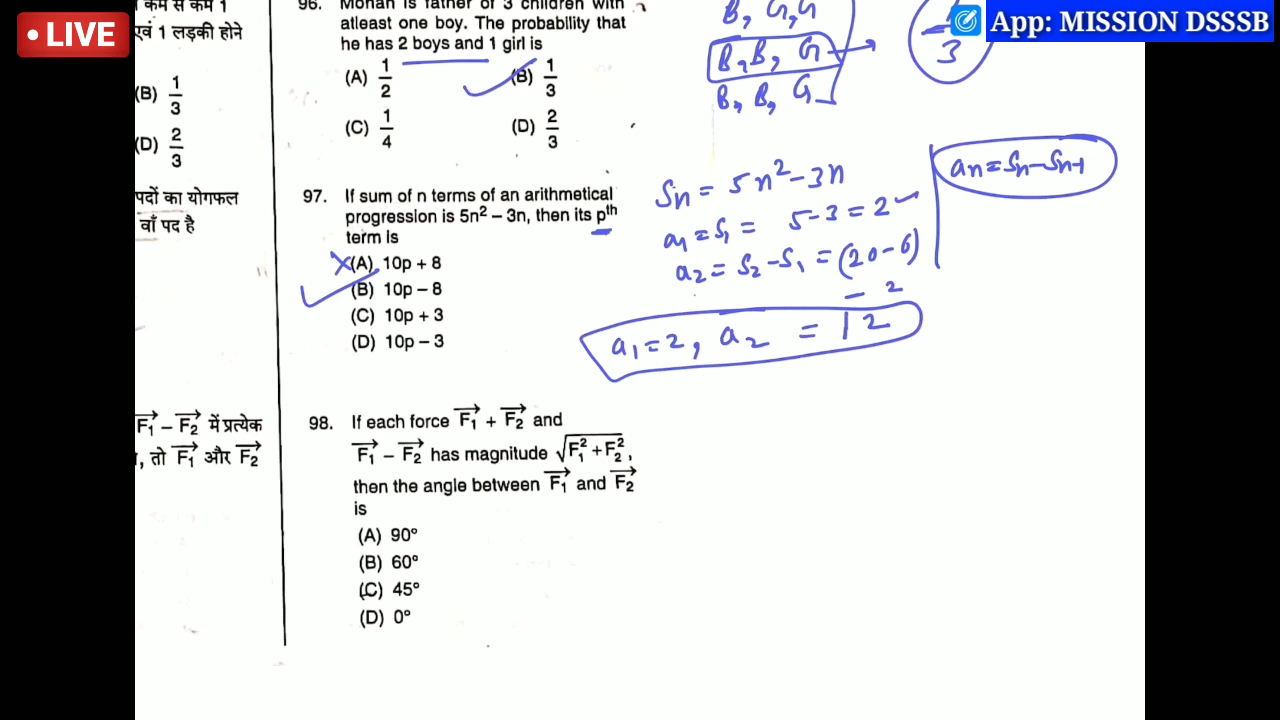 • LIVE
App: MISSION DSSSB
कम से कम 1
एवं 1 लड़की होने
(B) 1/3
(D) 2/3
पदों का योगफल
वाँ पद है
F₁ – F₂ में प्रत्येक
, तो F₁ और F₂
96. Mohan is father of 3 children with
atleast one boy. The probability that
he has 2 boys and 1 girl is
(A) 1/2 (B) 1/3
(C) 1/4 (D) 2/3
97. If sum of n terms of an arithmetical
progression is 5n² – 3n, then its pth
term is
(A) 10p + 8
(B) 10p – 8
(C) 10p + 3
(D) 10p – 3
98. If each force F₁ + F₂ and
F₁ – F₂ has magnitude √F₁² + F₂²,
then the angle between F₁ and F₂
is
(A) 90°
(B) 60°
(C) 45°
(D) 0°
B, G, G
B, B, G
B, B, G
1/3
Sn = 5n² – 3n
a₁ = S₁ = 5 – 3 = 2
a₂ = S₂ – S₁ = (20 – 6)
– 2
a₁ = 2, a₂ = 12
an = Sn – Sn-1